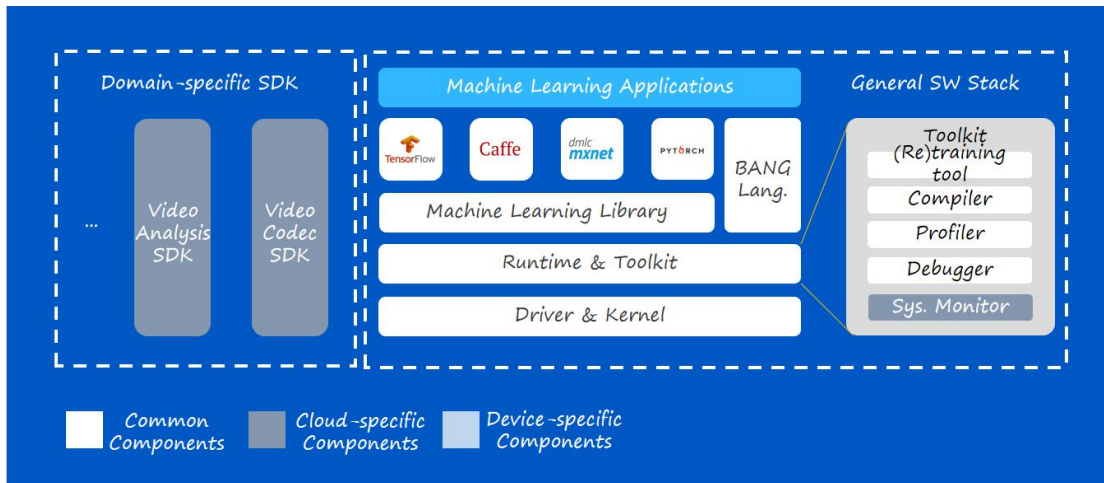 Domain-specific SDK
...
Video
Analysis
SDK
Video
Codec
SDK
Machine Learning Applications
TensorFlow
Caffe
dmlc
mxnet
PYTORCH
BANG
Lang.
Machine Learning Library
Runtime & Toolkit
Driver & Kernel
General SW Stack
Toolkit
(Re)training
tool
Compiler
Profiler
Debugger
Sys. Monitor
Common
Components
Cloud-specific
Components
Device-specific
Components